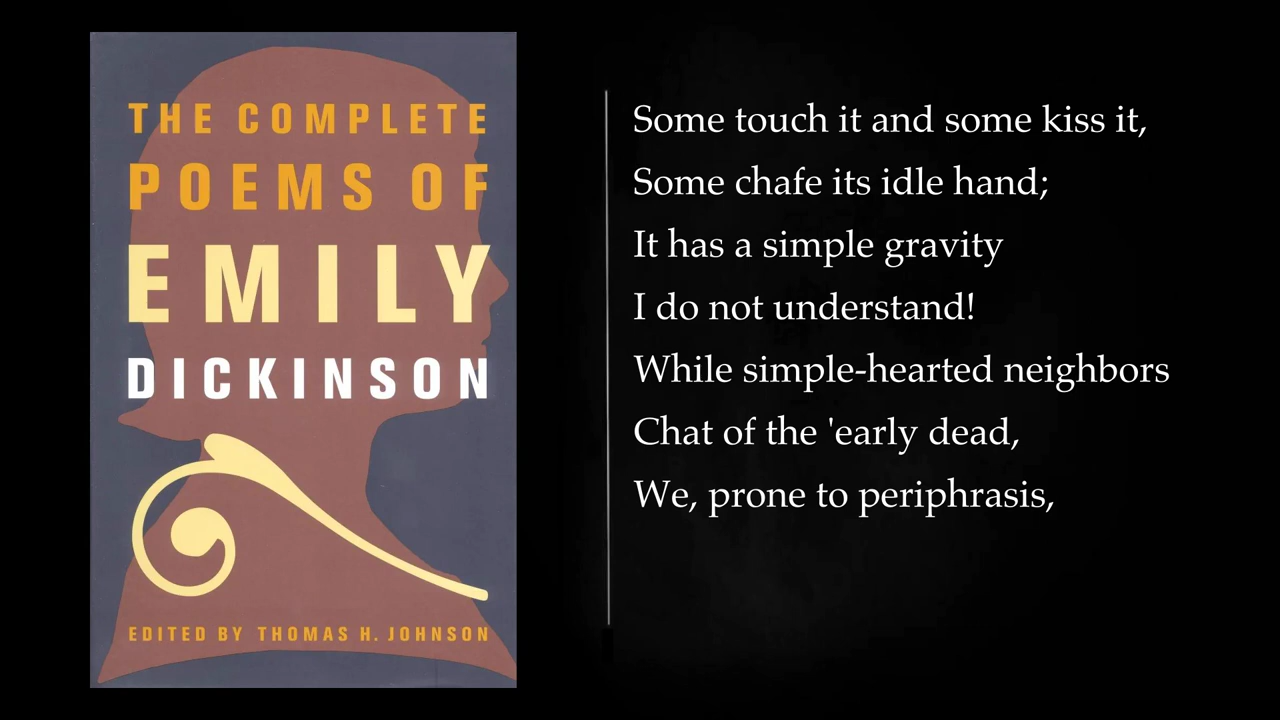 THE COMPLETE
POEMS OF
EMILY
DICKINSON
EDITED BY THOMAS H. JOHNSON
Some touch it and some kiss it,
Some chafe its idle hand;
It has a simple gravity
I do not understand!
While simple-hearted neighbors
Chat of the 'early dead,
We, prone to periphrasis,